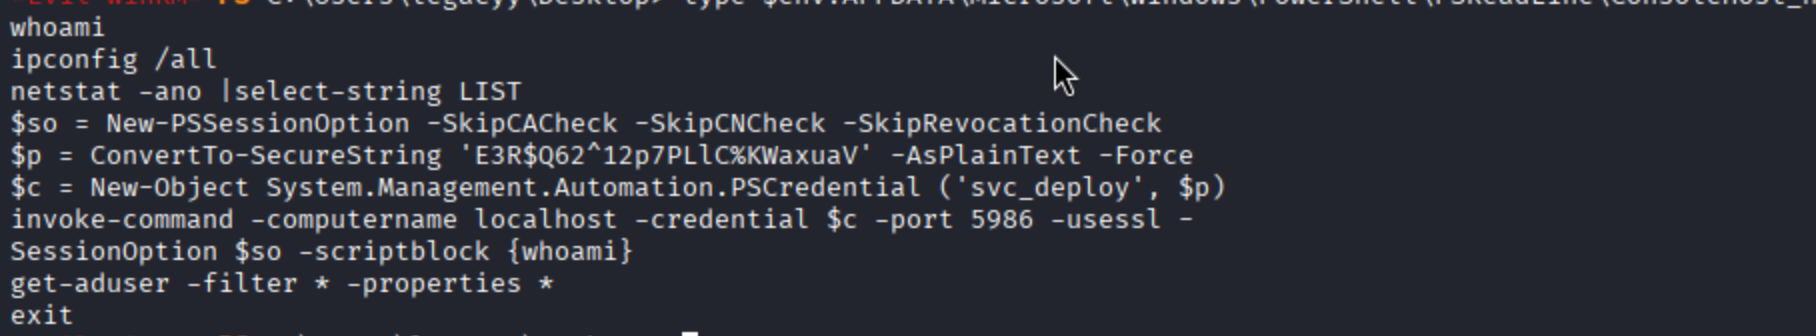 whoami
ipconfig /all
netstat -ano |select-string LIST
$so = New-PSSessionOption -SkipCACheck -SkipCNCheck -SkipRevocationCheck
$p = ConvertTo-SecureString 'E3R$Q62^12p7PLlC%KWaxuaV' -AsPlainText -Force
$c = New-Object System.Management.Automation.PSCredential ('svc_deploy', $p)
invoke-command -computername localhost -credential $c -port 5986 -usessl -
SessionOption $so -scriptblock {whoami}
get-aduser -filter * -properties *
exit